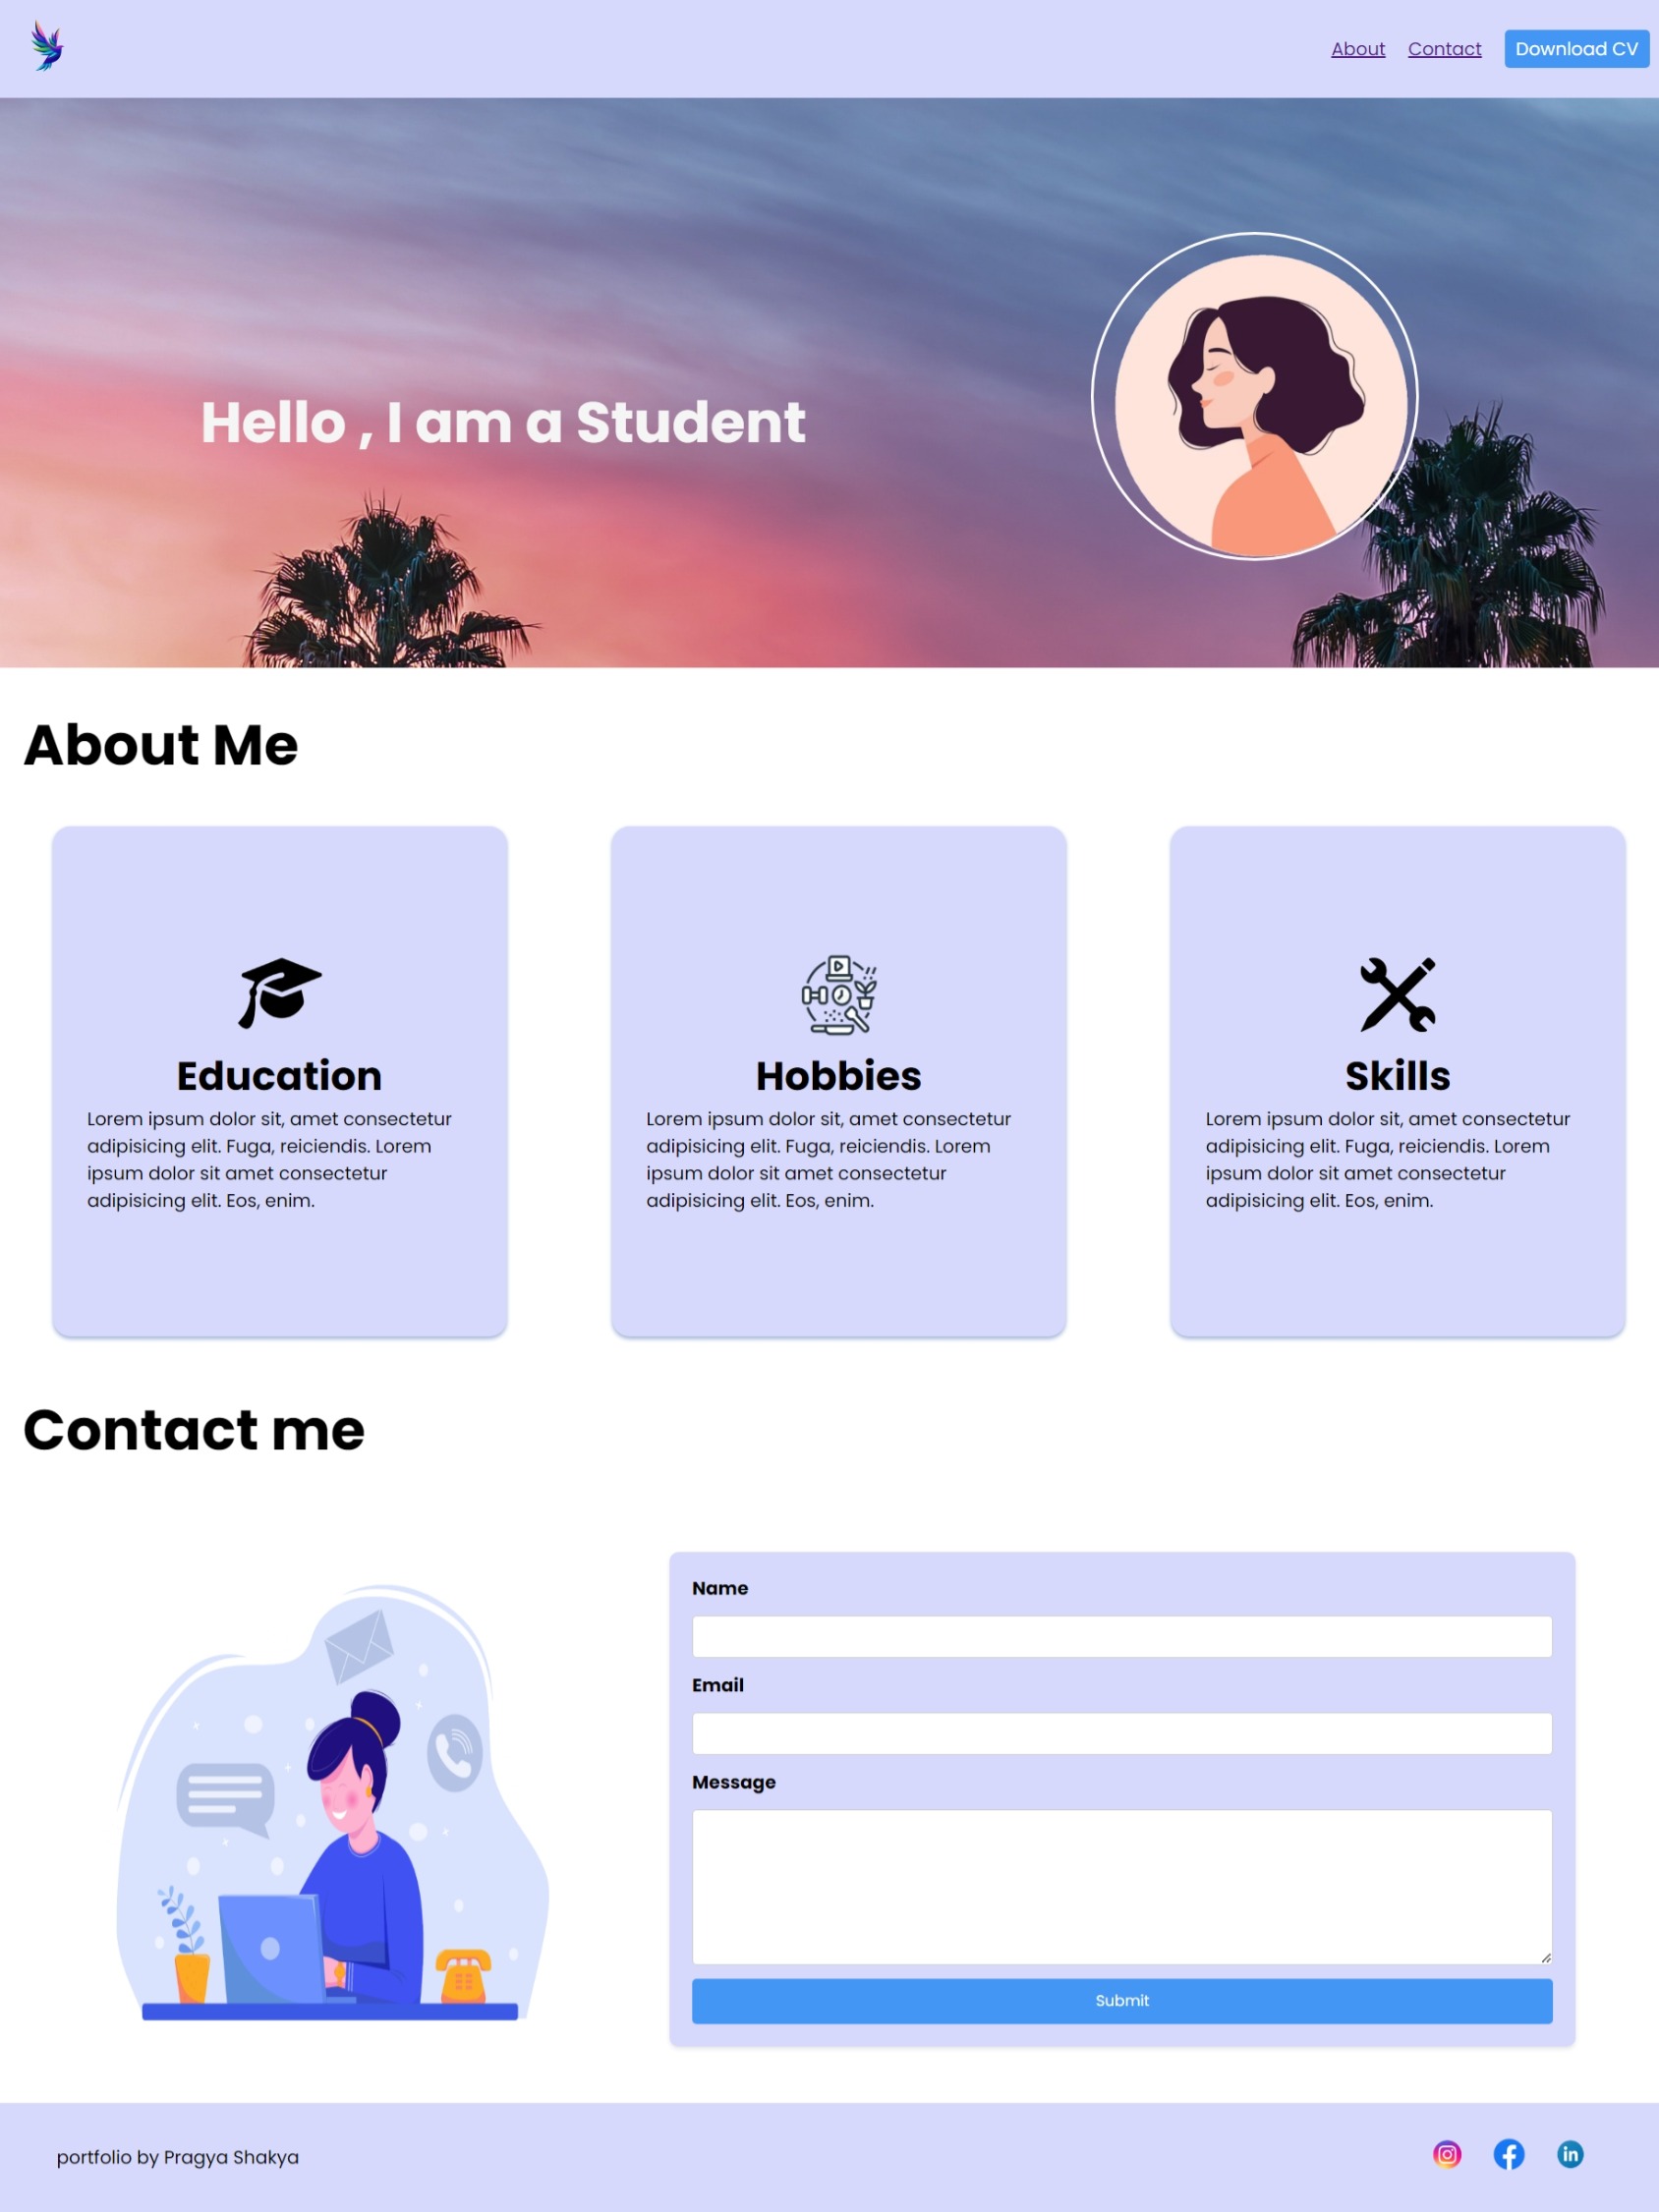 About Contact Download CV
Hello , I am a Student
About Me
Education
Lorem ipsum dolor sit, amet consectetur
adipisicing elit. Fuga, reiciendis. Lorem
ipsum dolor sit amet consectetur
adipisicing elit. Eos, enim.
Hobbies
Lorem ipsum dolor sit, amet consectetur
adipisicing elit. Fuga, reiciendis. Lorem
ipsum dolor sit amet consectetur
adipisicing elit. Eos, enim.
Skills
Lorem ipsum dolor sit, amet consectetur
adipisicing elit. Fuga, reiciendis. Lorem
ipsum dolor sit amet consectetur
adipisicing elit. Eos, enim.
Contact me
Name
Email
Message
Submit
portfolio by Pragya Shakya